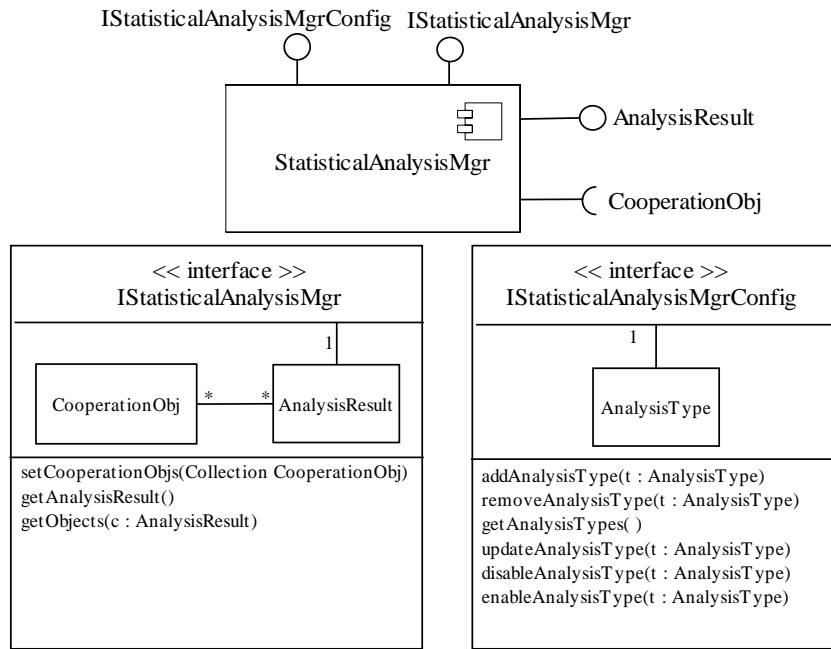 IStatisticalAnalysisMgrConfig
IStatisticalAnalysisMgr
AnalysisResult
StatisticalAnalysisMgr
CooperationObj
<< interface >>
IStatisticalAnalysisMgr
1
CooperationObj
*
*
AnalysisResult
setCooperationObjs(Collection CooperationObj)
getAnalysisResult()
getObjects(c : AnalysisResult)
<< interface >>
IStatisticalAnalysisMgrConfig
1
AnalysisType
addAnalysisType(t : AnalysisType)
removeAnalysisType(t : AnalysisType)
getAnalysisTypes( )
updateAnalysisType(t : AnalysisType)
disableAnalysisType(t : AnalysisType)
enableAnalysisType(t : AnalysisType)